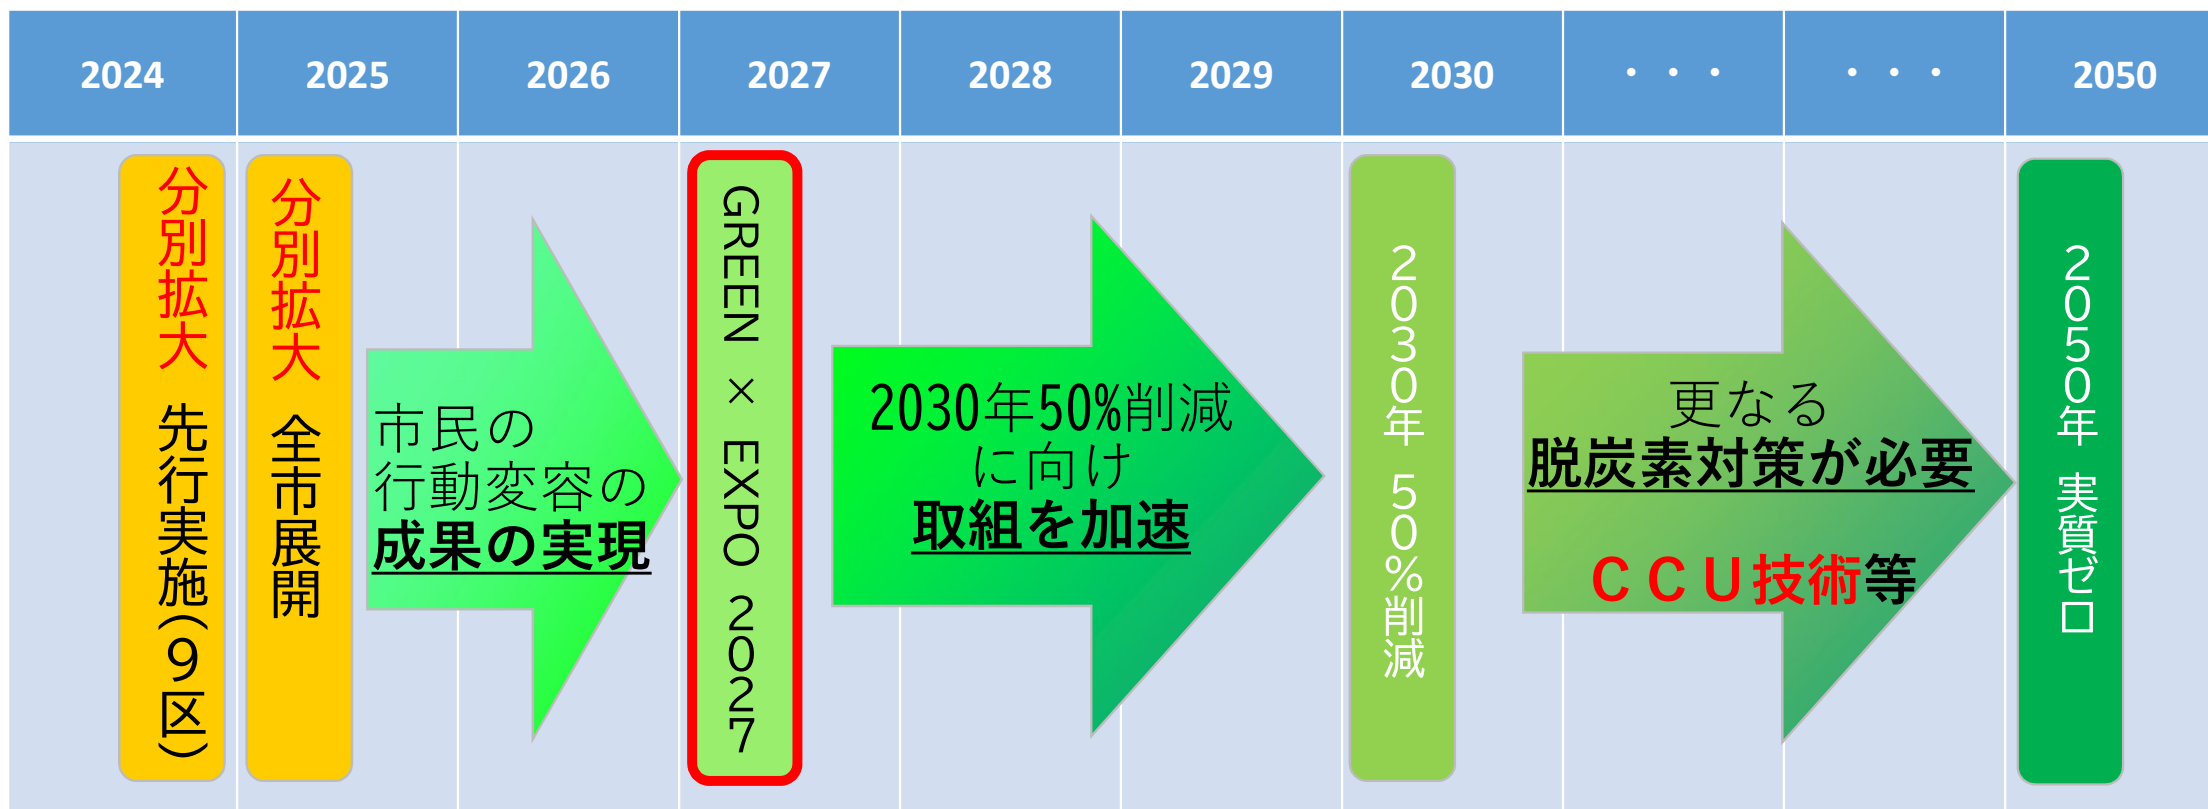 2024
2025
2026
2027
2028
2029
2030
・・・
・・・
2050
分別拡大 先行実施(9区)
分別拡大 全市展開
市民の
行動変容の
成果の実現
GREEN × EXPO 2027
2030年50%削減
に向け
取組を加速
2030年 50%削減
更なる
脱炭素対策が必要
CCU技術等
2050年 実質ゼロ